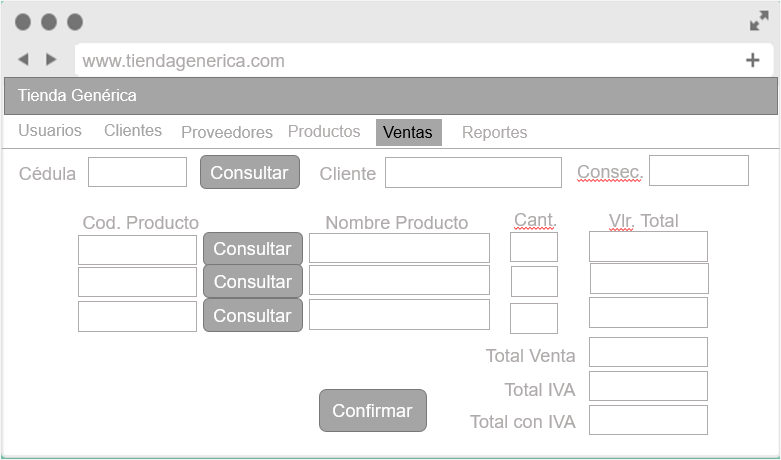 www.tiendagenerica.com
Tienda Genérica
Usuarios Clientes Proveedores Productos Ventas Reportes
Cédula Consultar Cliente Consec.
Cod. Producto Nombre Producto Cant. Vlr. Total
Consultar
Consultar
Consultar
Total Venta
Total IVA
Confirmar
Total con IVA